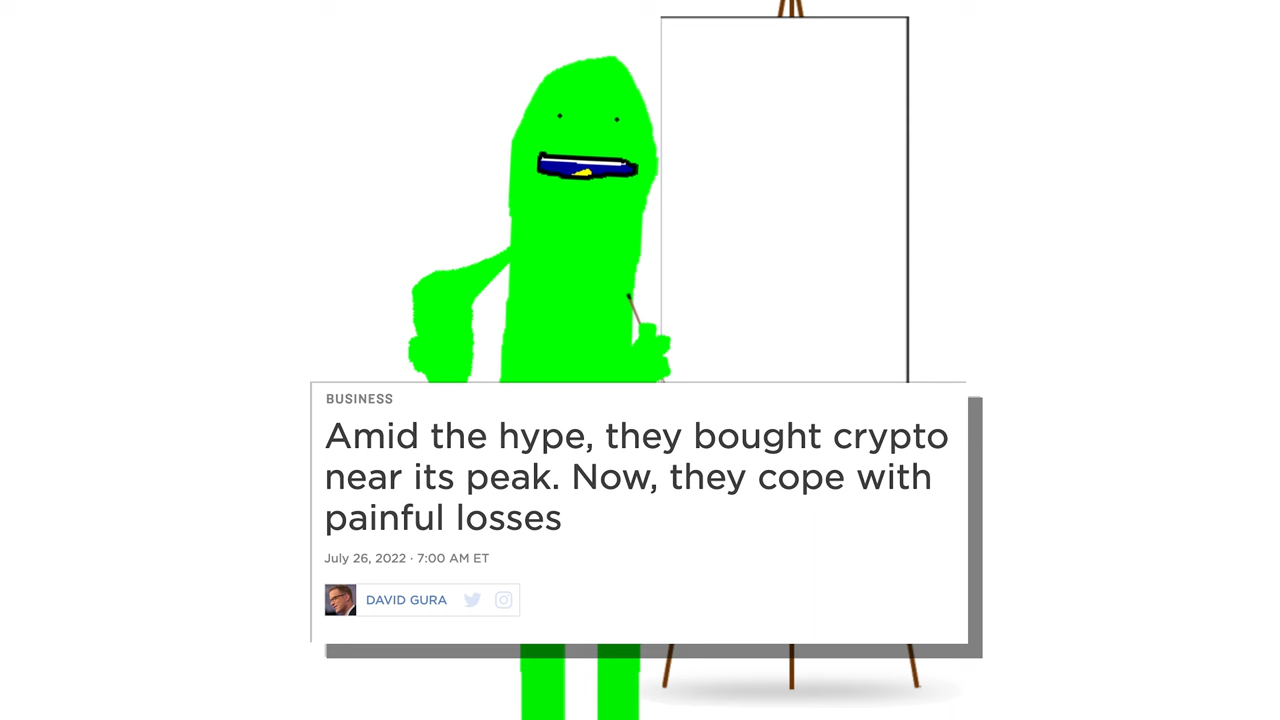 BUSINESS
Amid the hype, they bought crypto
near its peak. Now, they cope with
painful losses
July 26, 2022 · 7:00 AM ET
DAVID GURA